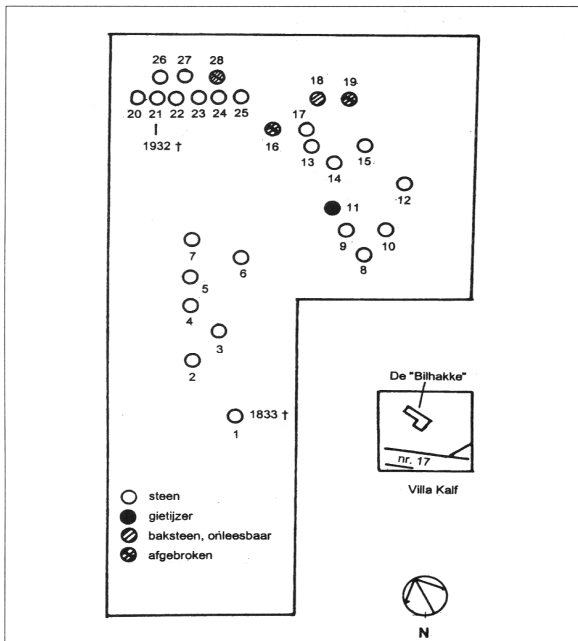 26 27 28
18 19
20 21 22 23 24 25
17
16
1932 †
13
15
14
12
11
9 10
7
6
8
5
4
3
2
De "Bilhakke"
1833 †
1
nr. 17
Villa Kalf
steen
gietijzer
baksteen, onleesbaar
afgebroken
N